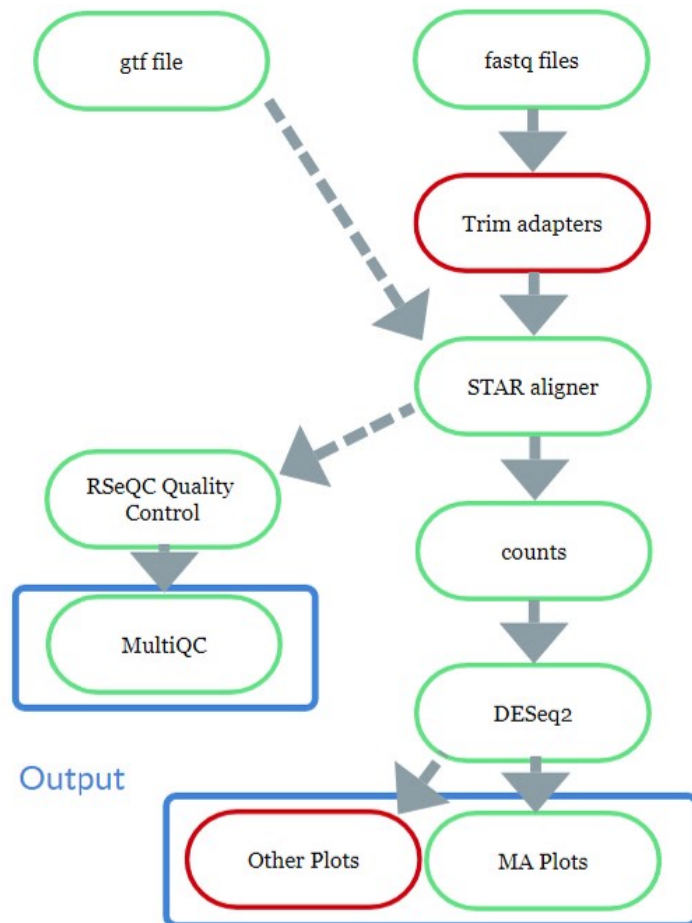 gtf file
fastq files
Trim adapters
STAR aligner
RSeQC Quality
Control
counts
MultiQC
DESeq2
Output
Other Plots
MA Plots